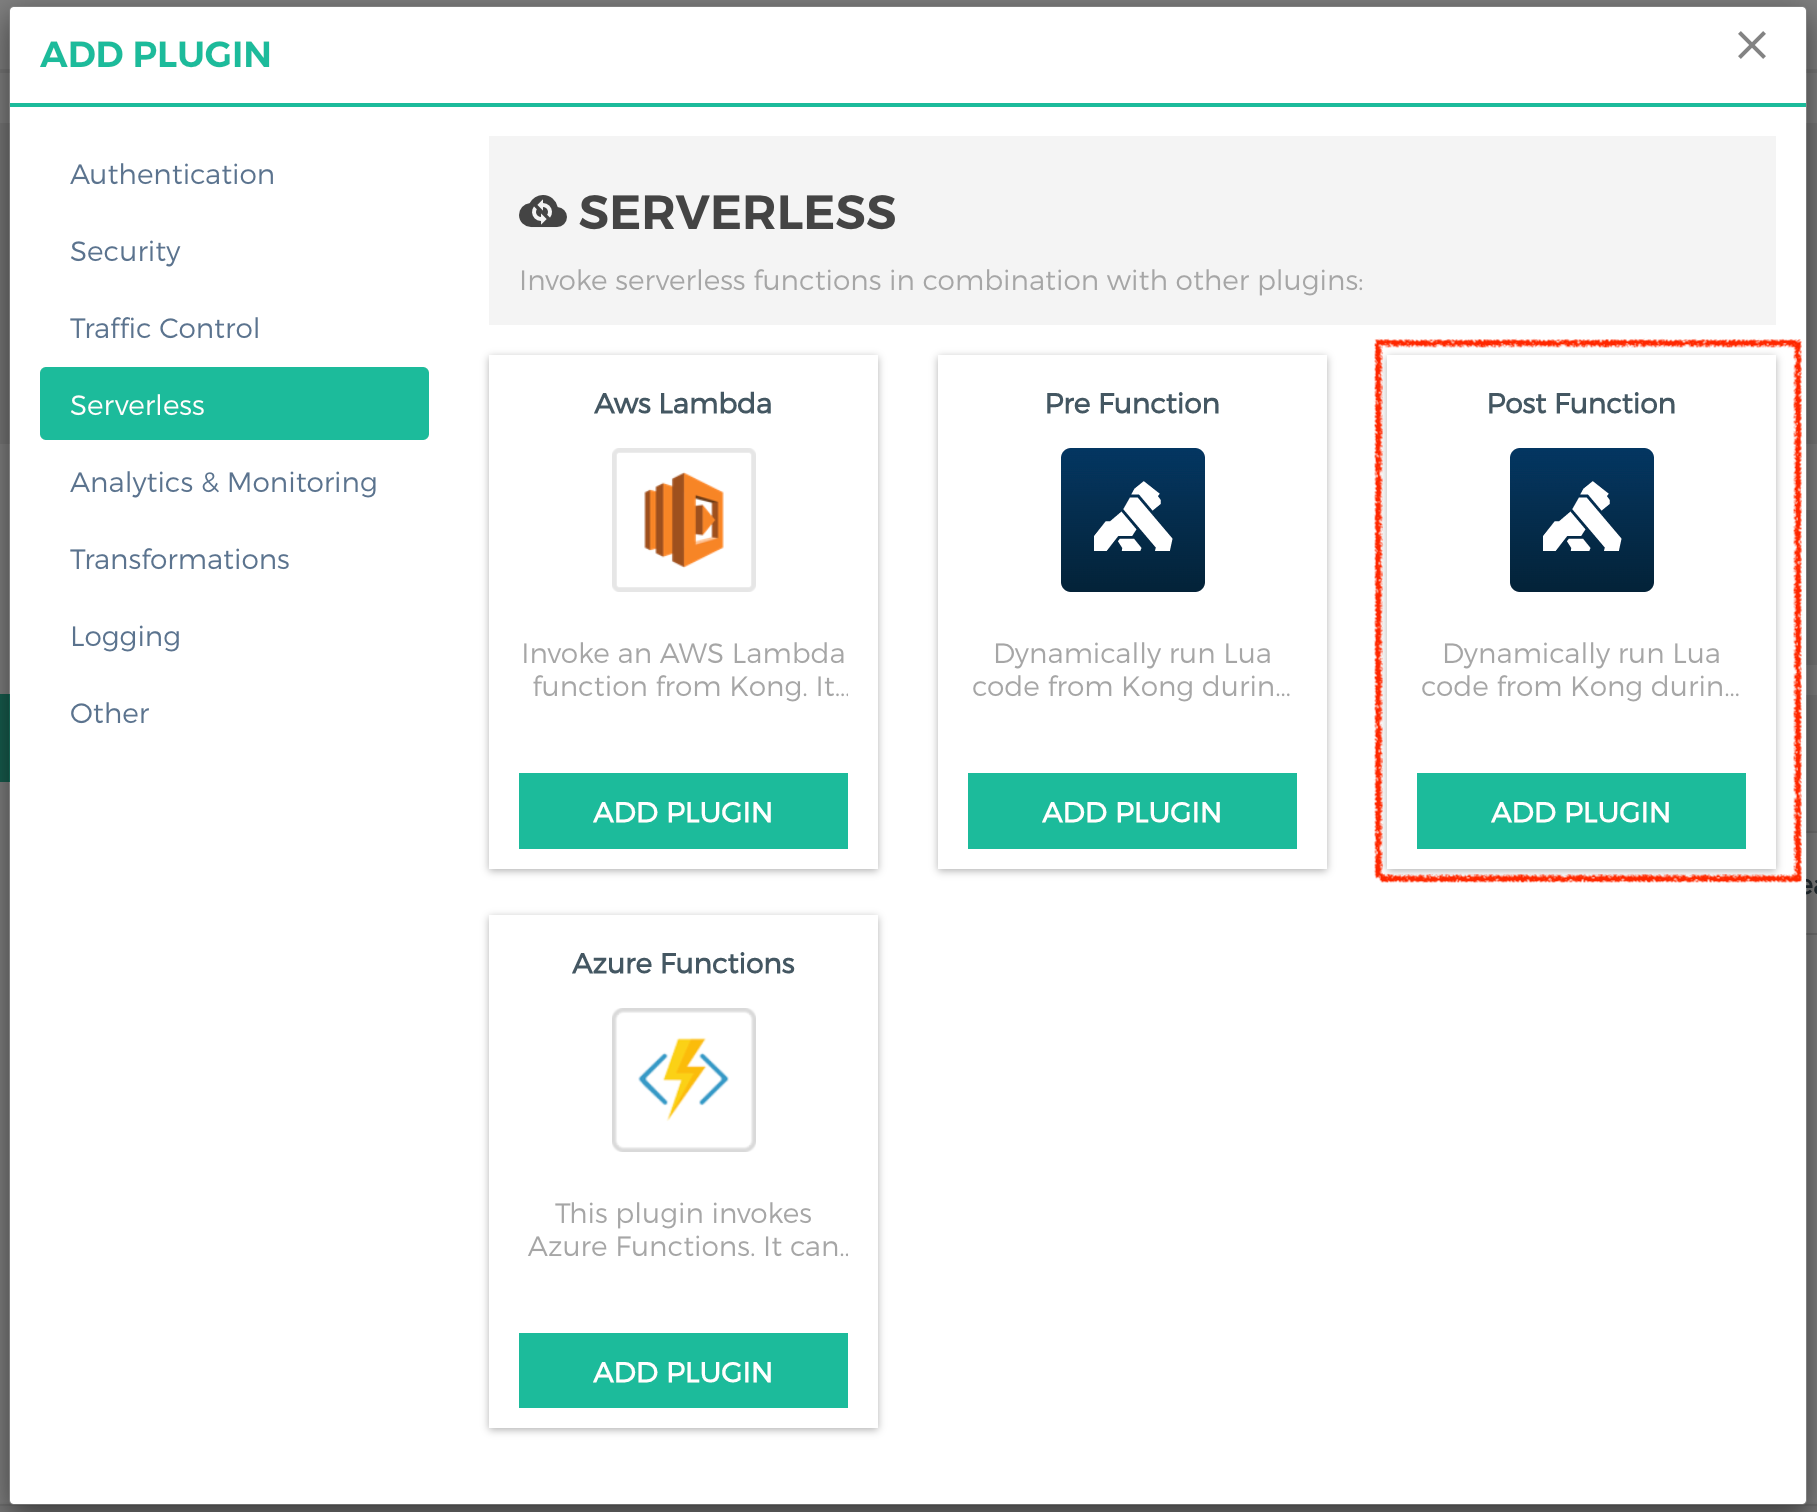 ADD PLUGIN
Authentication
Security
Traffic Control
Serverless
Analytics & Monitoring
Transformations
Logging
Other
SERVERLESS
Invoke serverless functions in combination with other plugins:
Aws Lambda
Invoke an AWS Lambda
function from Kong. It...
ADD PLUGIN
Pre Function
Dynamically run Lua
code from Kong durin...
ADD PLUGIN
Post Function
Dynamically run Lua
code from Kong durin...
ADD PLUGIN
Azure Functions
This plugin invokes
Azure Functions. It can..
ADD PLUGIN